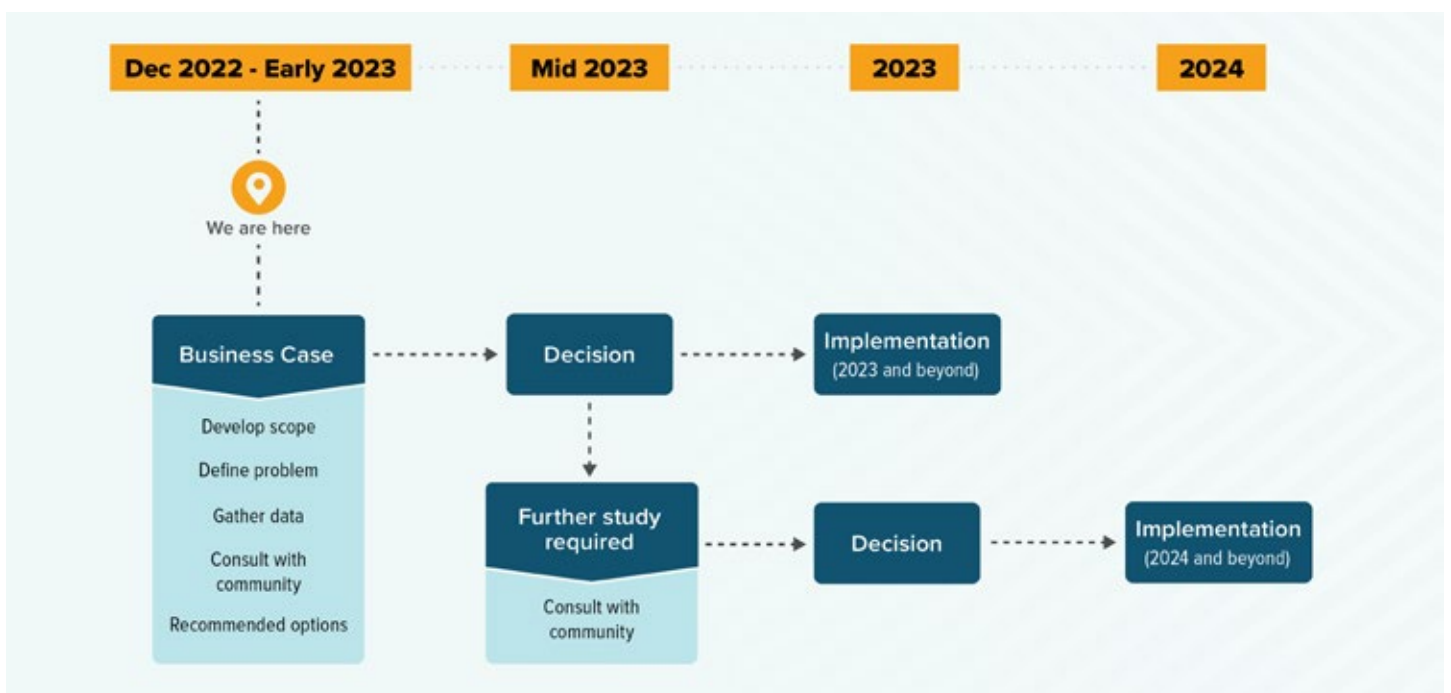 Dec 2022 - Early 2023
Mid 2023
2023
2024
We are here
Business Case
Develop scope
Define problem
Gather data
Consult with
community
Recommended options
Decision
Implementation
(2023 and beyond)
Further study
required
Consult with
community
Decision
Implementation
(2024 and beyond)